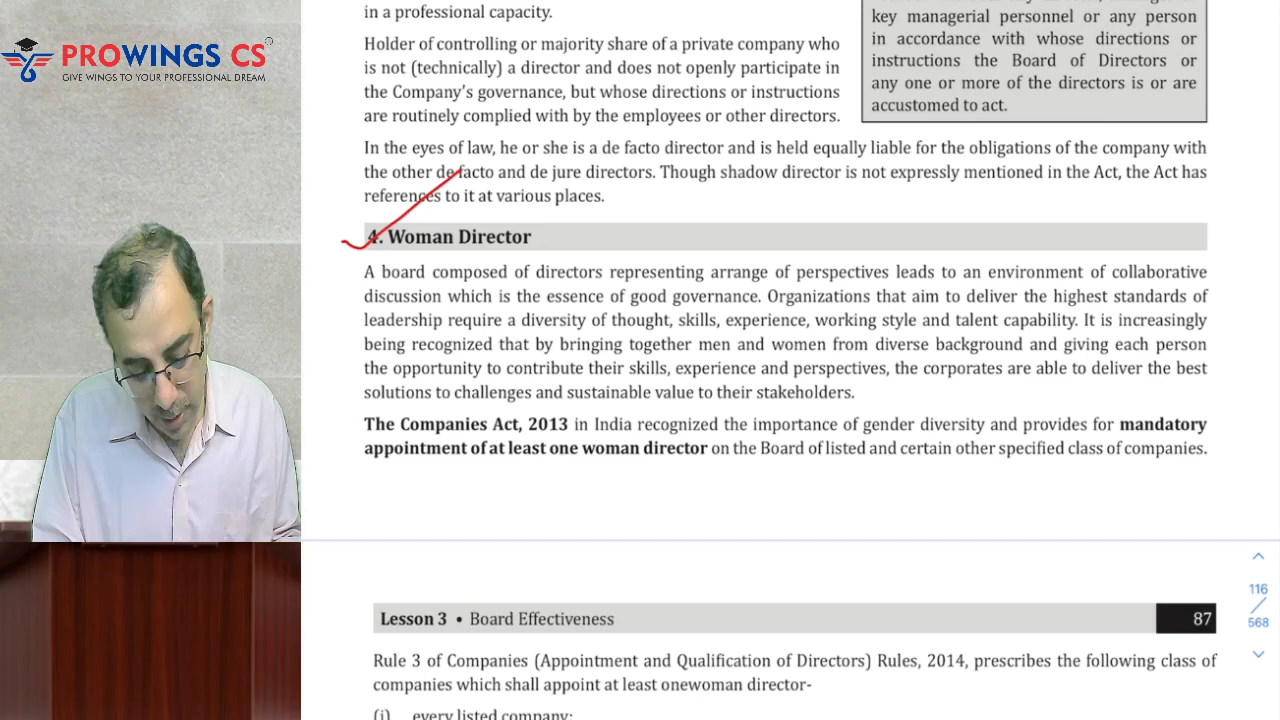 PROWINGS CS
GIVE WINGS TO YOUR PROFESSIONAL DREAM
in a professional capacity.
Holder of controlling or majority share of a private company who
is not (technically) a director and does not openly participate in
the Company's governance, but whose directions or instructions
are routinely complied with by the employees or other directors.
key managerial personnel or any person
in accordance with whose directions or
instructions the Board of Directors or
any one or more of the directors is or are
accustomed to act.
In the eyes of law, he or she is a de facto director and is held equally liable for the obligations of the company with
the other de facto and de jure directors. Though shadow director is not expressly mentioned in the Act, the Act has
references to it at various places.
4. Woman Director
A board composed of directors representing arrange of perspectives leads to an environment of collaborative
discussion which is the essence of good governance. Organizations that aim to deliver the highest standards of
leadership require a diversity of thought, skills, experience, working style and talent capability. It is increasingly
being recognized that by bringing together men and women from diverse background and giving each person
the opportunity to contribute their skills, experience and perspectives, the corporates are able to deliver the best
solutions to challenges and sustainable value to their stakeholders.
The Companies Act, 2013 in India recognized the importance of gender diversity and provides for mandatory
appointment of at least one woman director on the Board of listed and certain other specified class of companies.
116
/
568
Lesson 3 • Board Effectiveness 87
Rule 3 of Companies (Appointment and Qualification of Directors) Rules, 2014, prescribes the following class of
companies which shall appoint at least onewoman director-
(i) every listed company;